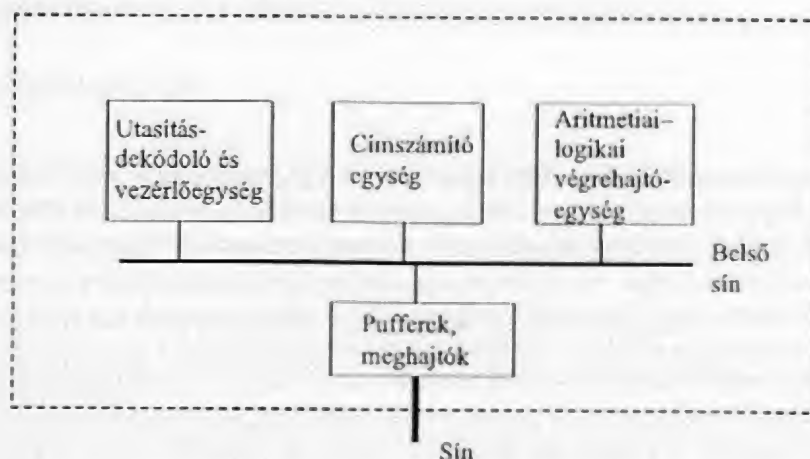 Utasítás-
dekódoló és
vezérlőegység
Címszámító
egység
Aritmetiai–
logikai
végrehajtó-
egység
Belső
sín
Pufferek,
meghajtók
Sín